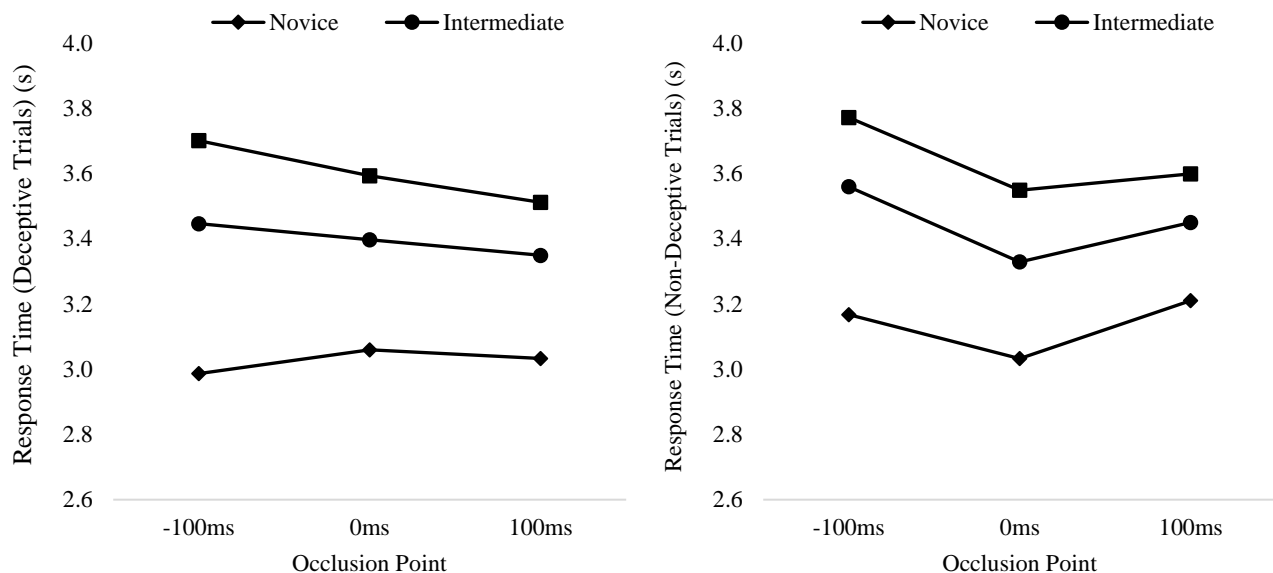 Novice Intermediate
Response Time (Deceptive Trials) (s)
4.0
3.8
3.6
3.4
3.2
3.0
2.8
2.6
-100ms 0ms 100ms
Occlusion Point
Novice Intermediate
Response Time (Non-Deceptive Trials) (s)
4.0
3.8
3.6
3.4
3.2
3.0
2.8
2.6
-100ms 0ms 100ms
Occlusion Point